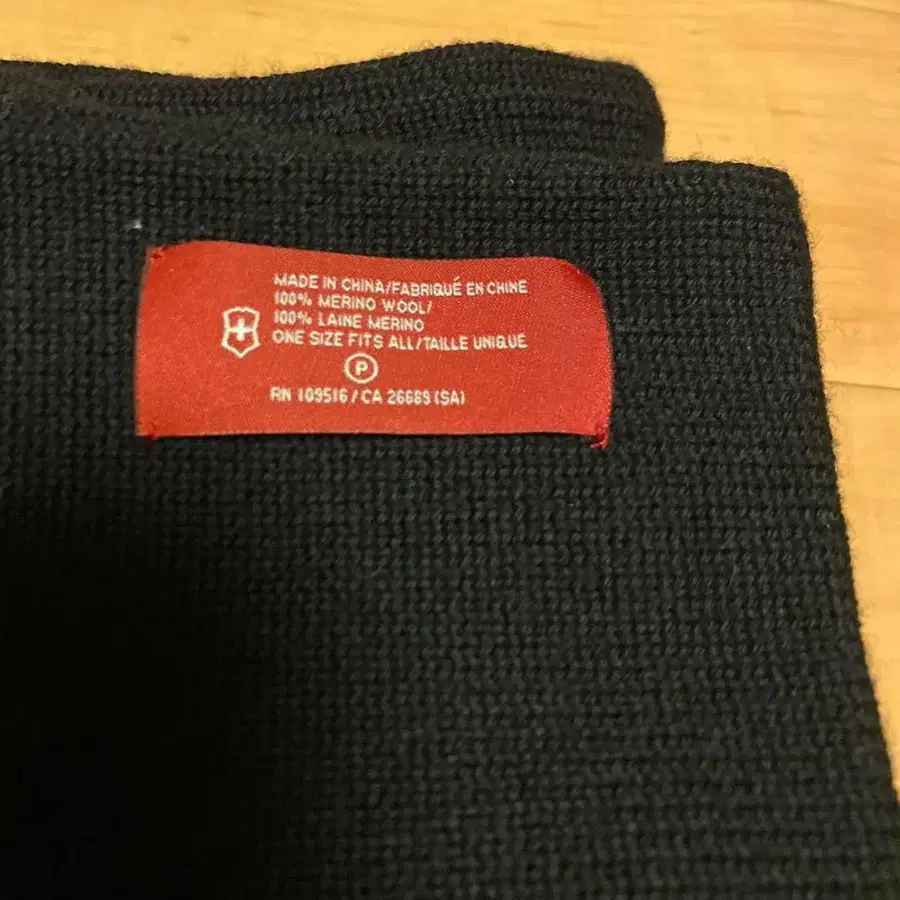 MADE IN CHINA/FABRIQUÉ EN CHINE
100% MERINO WOOL/
100% LAINE MERINO
ONE SIZE FITS ALL/TAILLE UNIQUE
P
RN 109516 / CA 26689 (SA)